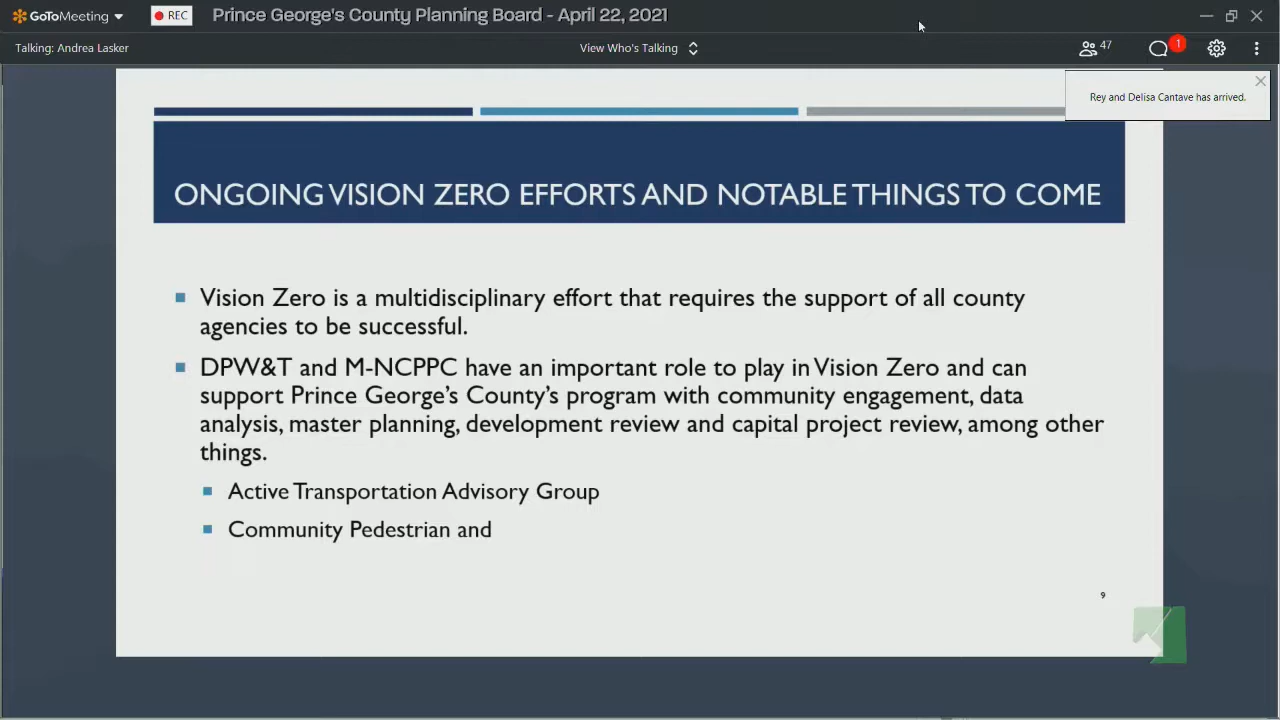 GoToMeeting
REC
Prince George's County Planning Board - April 22, 2021
Talking: Andrea Lasker
View Who's Talking
47
1
Rey and Delisa Cantave has arrived.
ONGOING VISION ZERO EFFORTS AND NOTABLE THINGS TO COME
Vision Zero is a multidisciplinary effort that requires the support of all county
agencies to be successful.
DPW&T and M-NCPPC have an important role to play in Vision Zero and can
support Prince George’s County’s program with community engagement, data
analysis, master planning, development review and capital project review, among other
things.
Active Transportation Advisory Group
Community Pedestrian and
9